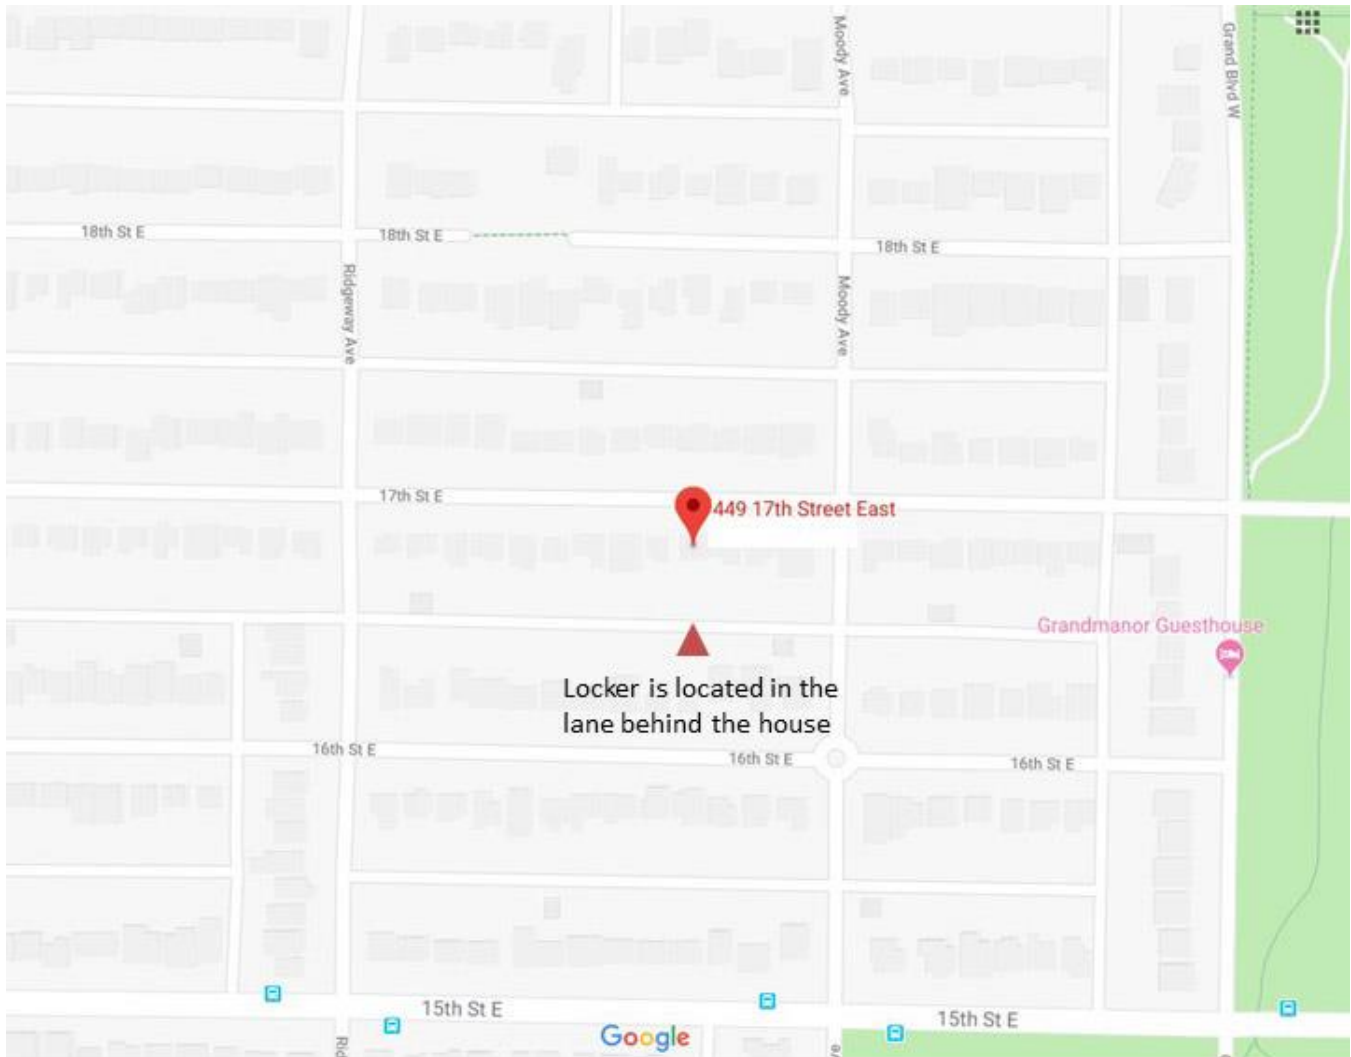 Moody Ave
Grand Blvd W
18th St E
18th St E
18th St E
Ridgeway Ave
Moody Ave
17th St E
449 17th Street East
Grandmanor Guesthouse
Locker is located in the
lane behind the house
16th St E
16th St E
16th St E
15th St E
15th St E
Google